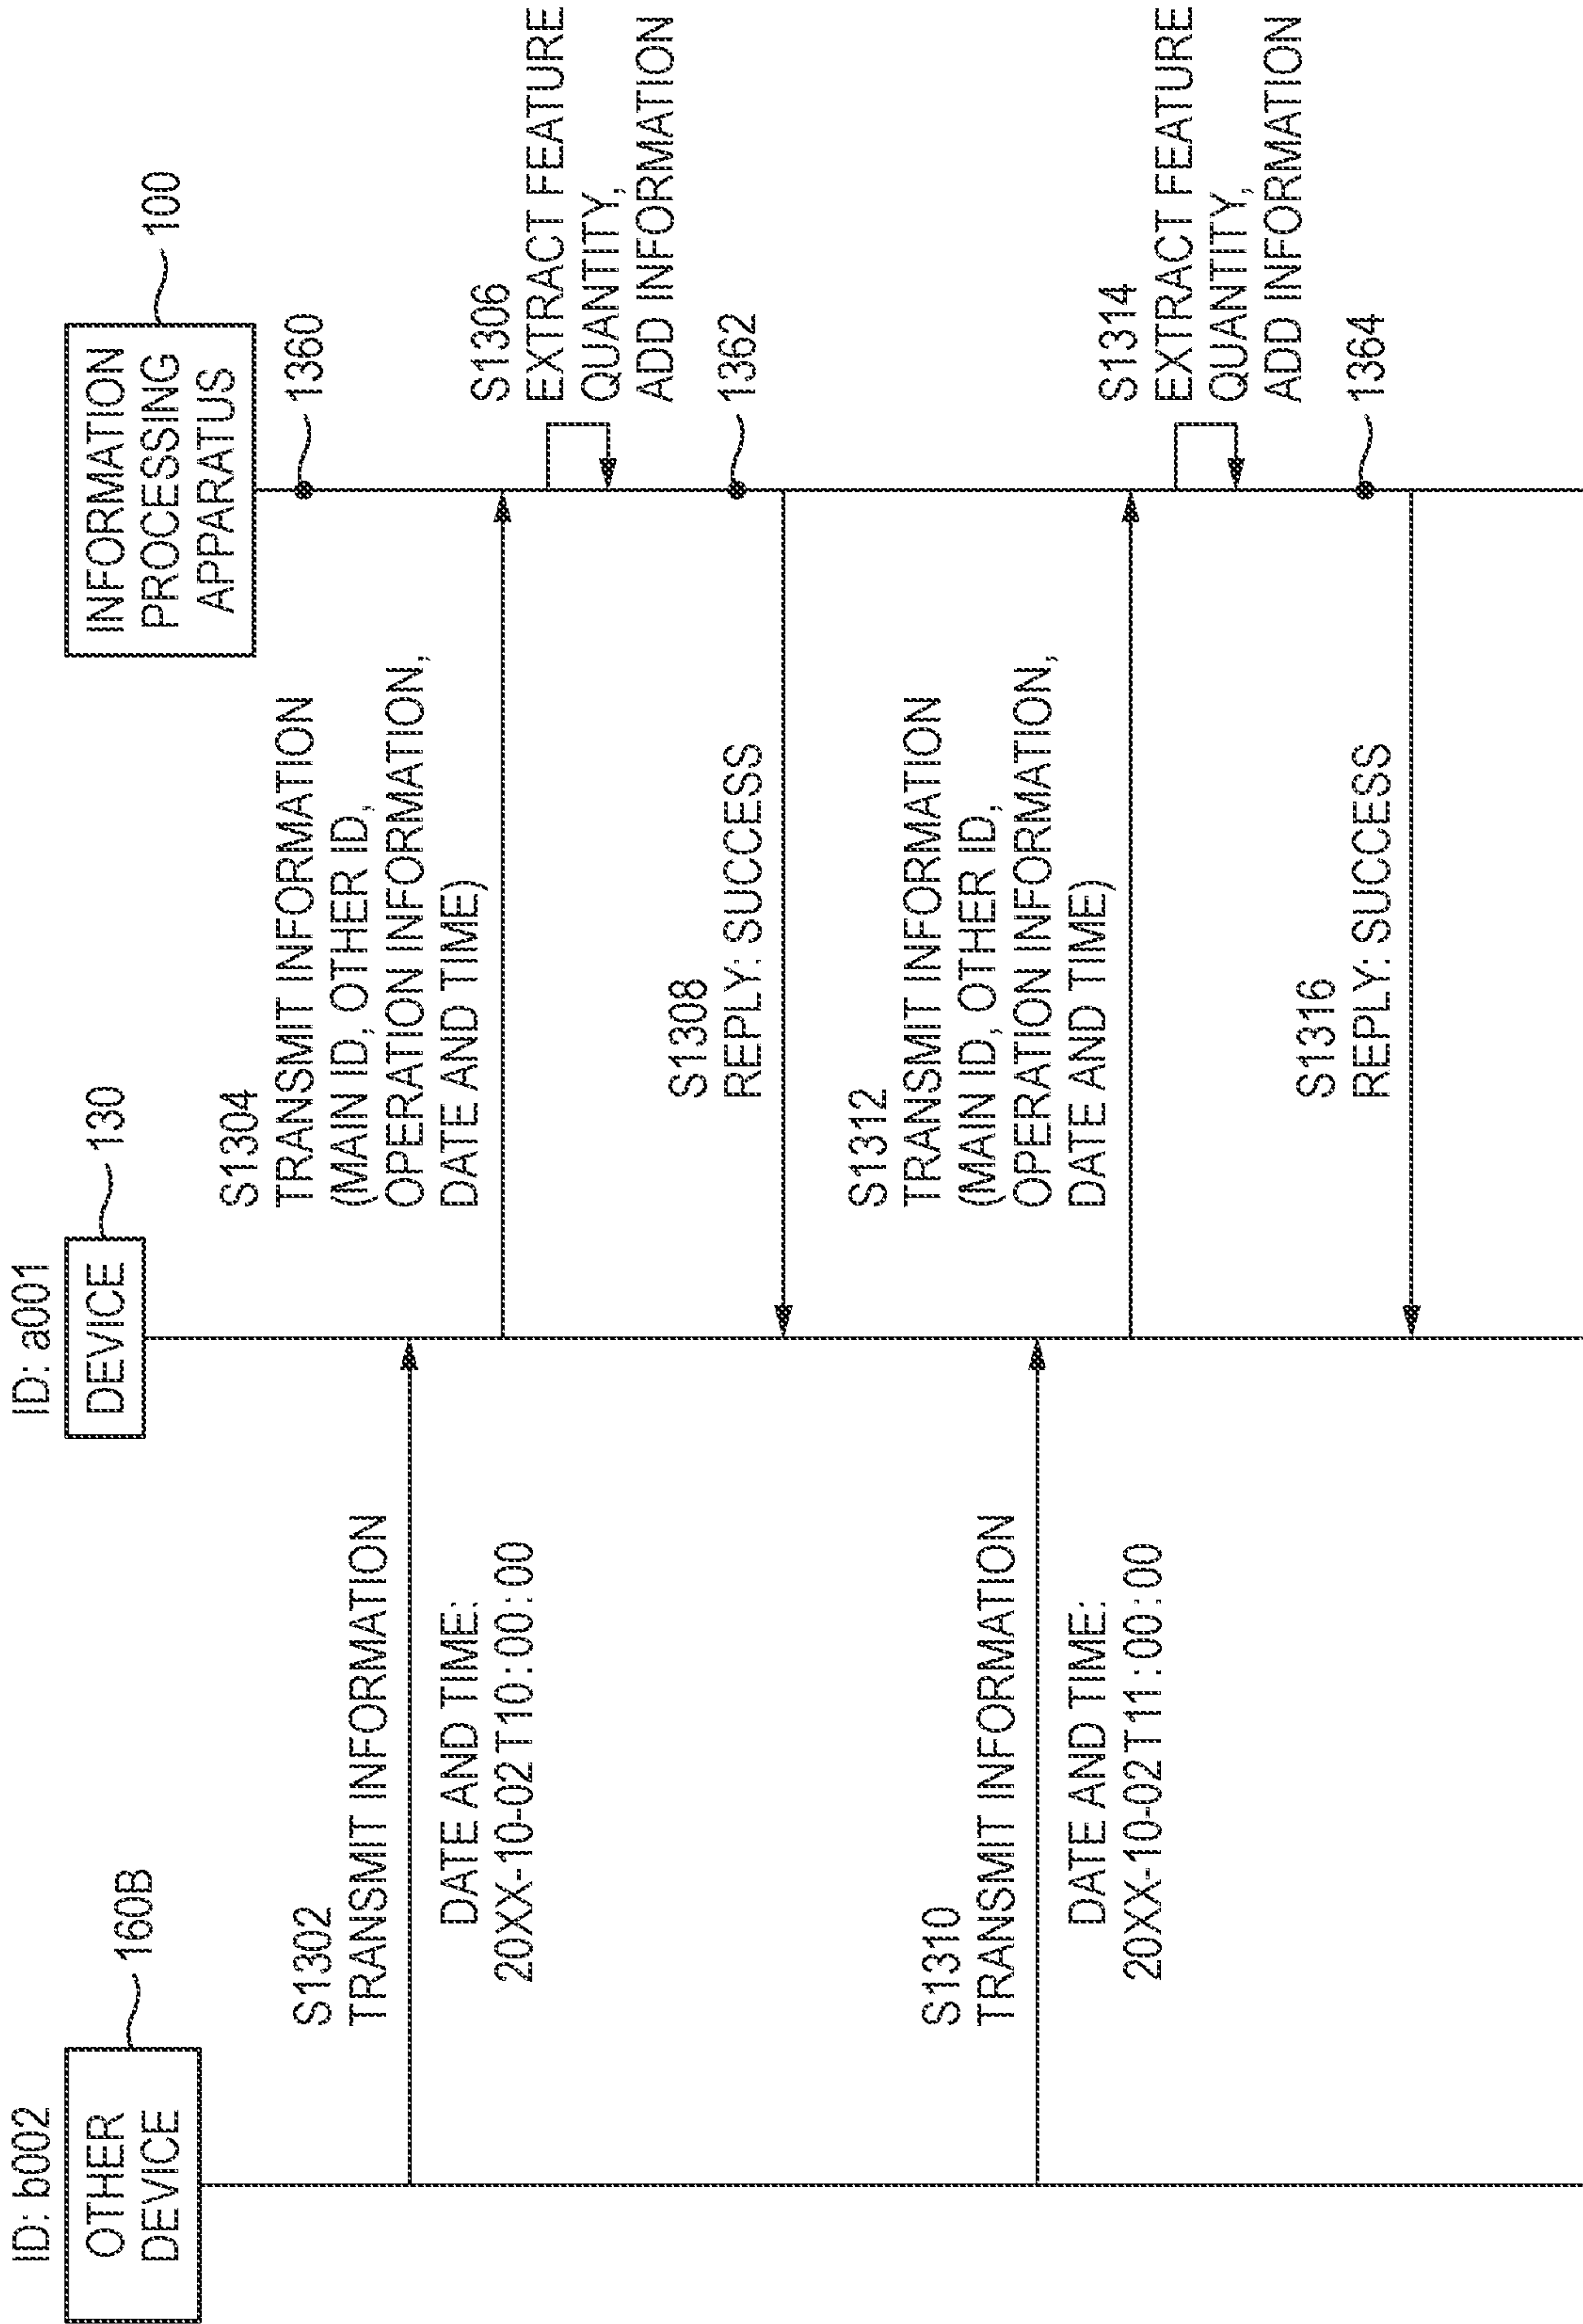 ID: b002
OTHER
DEVICE
160B
ID: a001
DEVICE
130
INFORMATION
PROCESSING
APPARATUS
100
1360
S1302
TRANSMIT INFORMATION
DATE AND TIME:
20XX-10-02T10:00:00
S1304
TRANSMIT INFORMATION
(MAIN ID, OTHER ID,
OPERATION INFORMATION,
DATE AND TIME)
S1306
EXTRACT FEATURE
QUANTITY,
ADD INFORMATION
1362
S1308
REPLY: SUCCESS
S1310
TRANSMIT INFORMATION
DATE AND TIME:
20XX-10-02T11:00:00
S1312
TRANSMIT INFORMATION
(MAIN ID, OTHER ID,
OPERATION INFORMATION,
DATE AND TIME)
S1314
EXTRACT FEATURE
QUANTITY,
ADD INFORMATION
1364
S1316
REPLY: SUCCESS